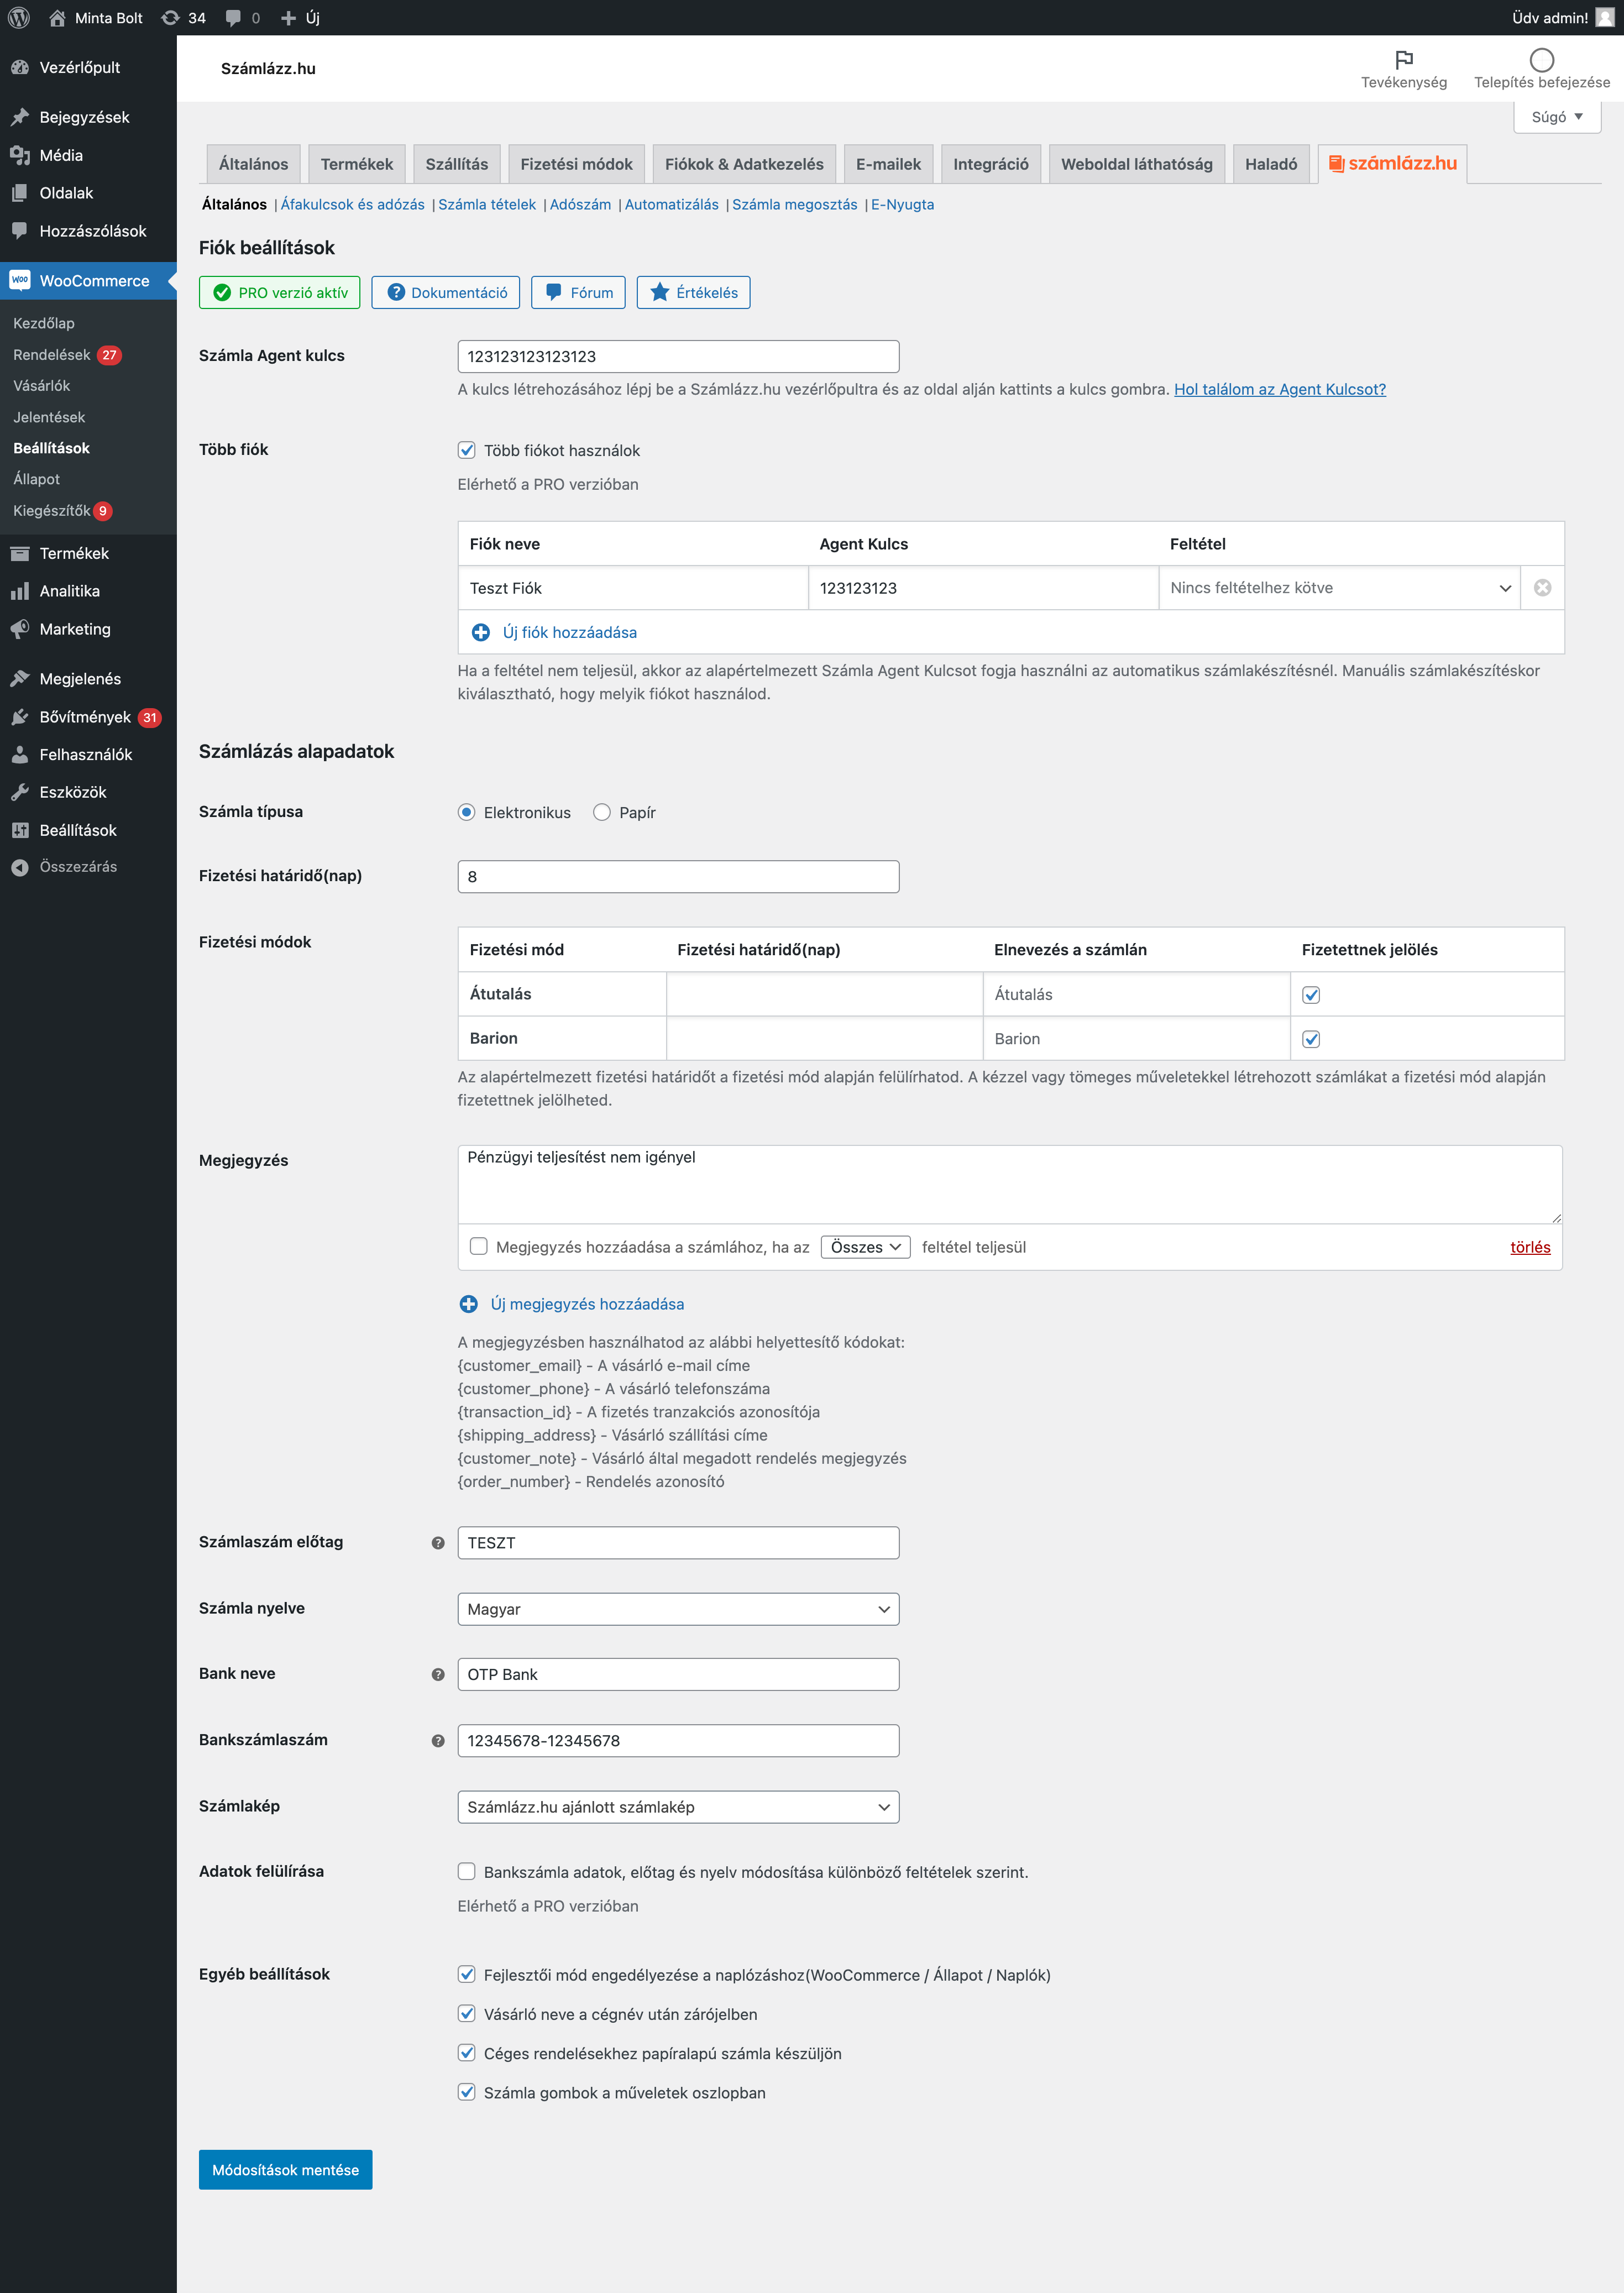 Minta Bolt 34 0 Új Üdv admin!
Vezérlőpult
Bejegyzések
Média
Oldalak
Hozzászólások
WooCommerce
Kezdőlap
Rendelések 27
Vásárlók
Jelentések
Beállítások
Állapot
Kiegészítők 9
Termékek
Analitika
Marketing
Megjelenés
Bővítmények 31
Felhasználók
Eszközök
Beállítások
Összezárás
Számlázz.hu
Tevékenység Telepítés befejezése
Súgó
Általános Termékek Szállítás Fizetési módok Fiókok & Adatkezelés E-mailek Integráció Weboldal láthatóság Haladó számlázz.hu
Általános | Áfakulcsok és adózás | Számla tételek | Adószám | Automatizálás | Számla megosztás | E-Nyugta
Fiók beállítások
PRO verzió aktív Dokumentáció Fórum Értékelés
Számla Agent kulcs 123123123123123
A kulcs létrehozásához lépj be a Számlázz.hu vezérlőpultra és az oldal alján kattints a kulcs gombra. Hol találom az Agent Kulcsot?
Több fiók Több fiókot használok
Elérhető a PRO verzióban
Fiók neve Agent Kulcs Feltétel
Teszt Fiók 123123123 Nincs feltételhez kötve
Új fiók hozzáadása
Ha a feltétel nem teljesül, akkor az alapértelmezett Számla Agent Kulcsot fogja használni az automatikus számlakészítésnél. Manuális számlakészítéskor
kiválasztható, hogy melyik fiókot használod.
Számlázás alapadatok
Számla típusa Elektronikus Papír
Fizetési határidő(nap) 8
Fizetési módok
Fizetési mód Fizetési határidő(nap) Elnevezés a számlán Fizetettnek jelölés
Átutalás Átutalás
Barion Barion
Az alapértelmezett fizetési határidőt a fizetési mód alapján felülírhatod. A kézzel vagy tömeges műveletekkel létrehozott számlákat a fizetési mód alapján
fizetettnek jelölheted.
Megjegyzés Pénzügyi teljesítést nem igényel
Megjegyzés hozzáadása a számlához, ha az Összes feltétel teljesül törlés
Új megjegyzés hozzáadása
A megjegyzésben használhatod az alábbi helyettesítő kódokat:
{customer_email} - A vásárló e-mail címe
{customer_phone} - A vásárló telefonszáma
{transaction_id} - A fizetés tranzakciós azonosítója
{shipping_address} - Vásárló szállítási címe
{customer_note} - Vásárló által megadott rendelés megjegyzés
{order_number} - Rendelés azonosító
Számlaszám előtag TESZT
Számla nyelve Magyar
Bank neve OTP Bank
Bankszámlaszám 12345678-12345678
Számlakép Számlázz.hu ajánlott számlakép
Adatok felülírása Bankszámla adatok, előtag és nyelv módosítása különböző feltételek szerint.
Elérhető a PRO verzióban
Egyéb beállítások Fejlesztői mód engedélyezése a naplózáshoz(WooCommerce / Állapot / Naplók)
Vásárló neve a cégnév után zárójelben
Céges rendelésekhez papíralapú számla készüljön
Számla gombok a műveletek oszlopban
Módosítások mentése